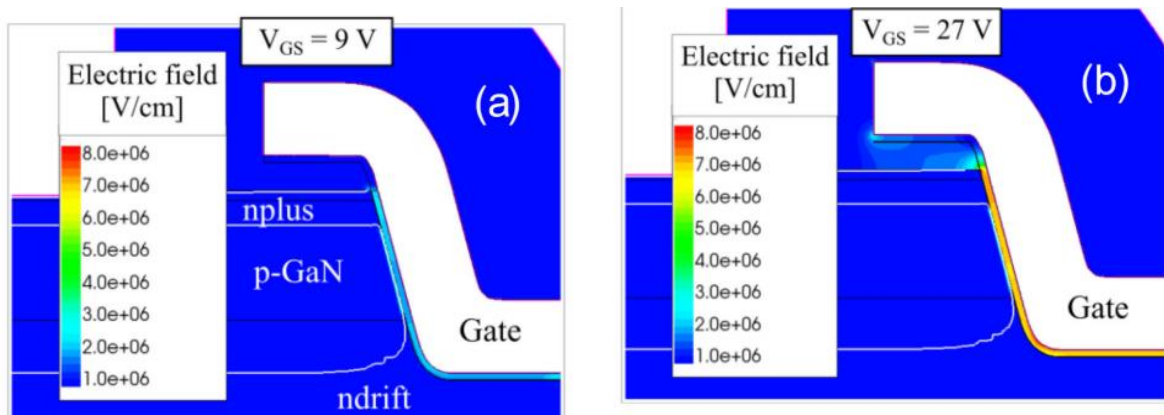 V_GS = 9 V
Electric field
[V/cm]
(a)
8.0e+06
7.0e+06
6.0e+06
5.0e+06
4.0e+06
3.0e+06
2.0e+06
1.0e+06
nplus
p-GaN
Gate
ndrift
V_GS = 27 V
Electric field
[V/cm]
(b)
8.0e+06
7.0e+06
6.0e+06
5.0e+06
4.0e+06
3.0e+06
2.0e+06
1.0e+06
Gate